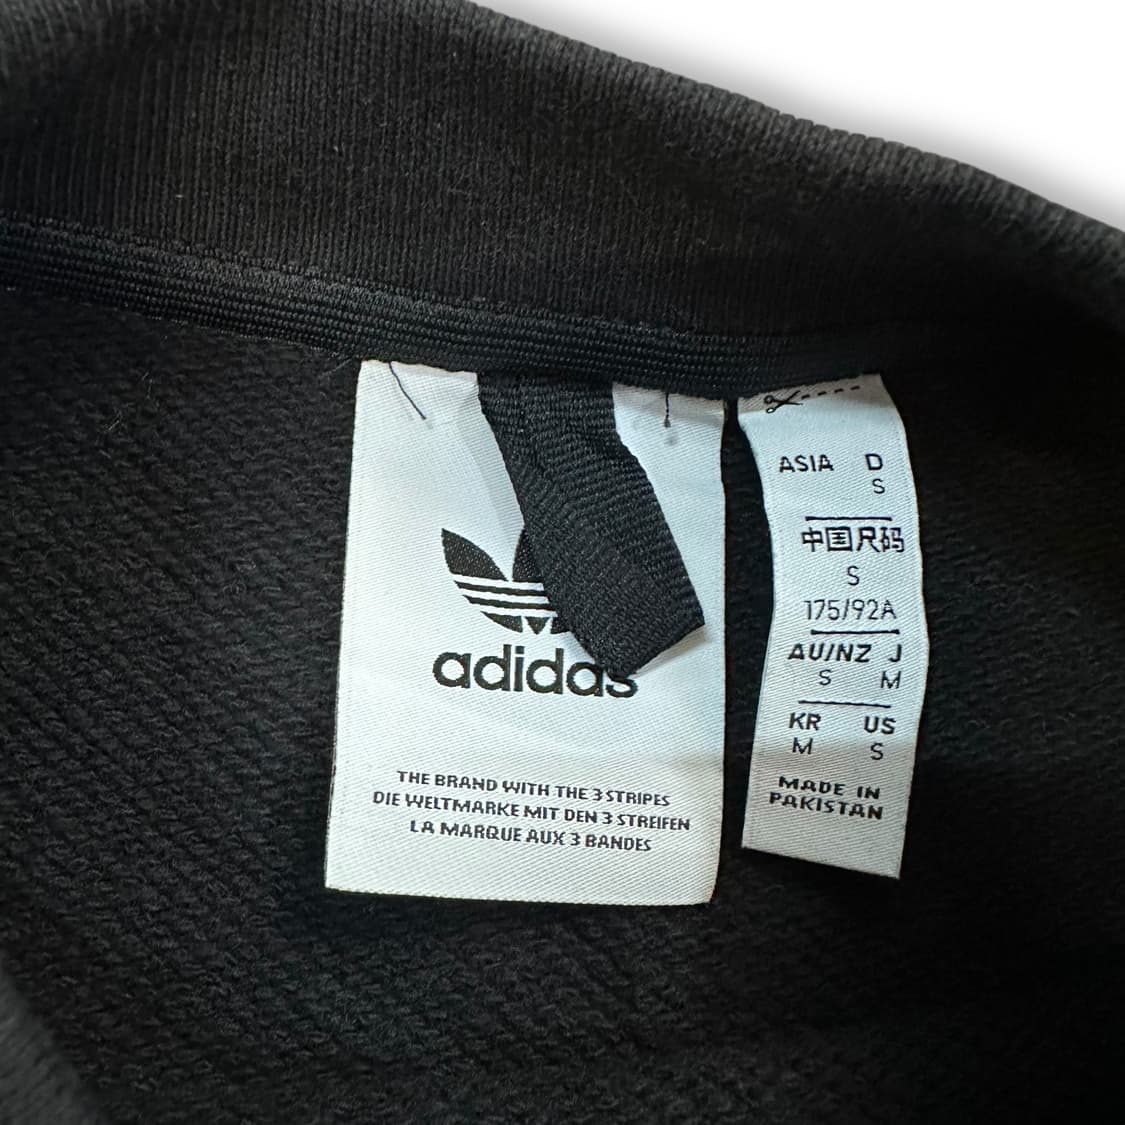 adidas
THE BRAND WITH THE 3 STRIPES
DIE WELTMARKE MIT DEN 3 STREIFEN
LA MARQUE AUX 3 BANDES
ASIA D
S
中国尺码
S
175/92A
AU/NZ J
S M
KR US
M S
MADE IN
PAKISTAN